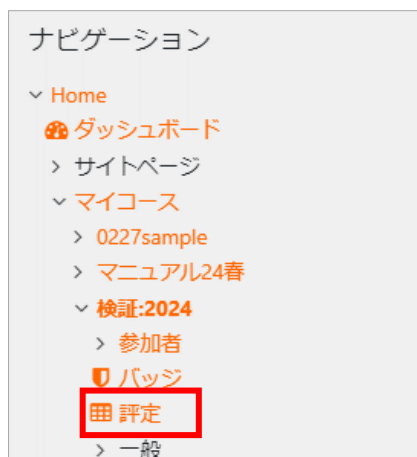 ナビゲーション
Home
ダッシュボード
サイトページ
マイコース
0227sample
マニュアル24春
検証:2024
参加者
バッジ
評定
一般